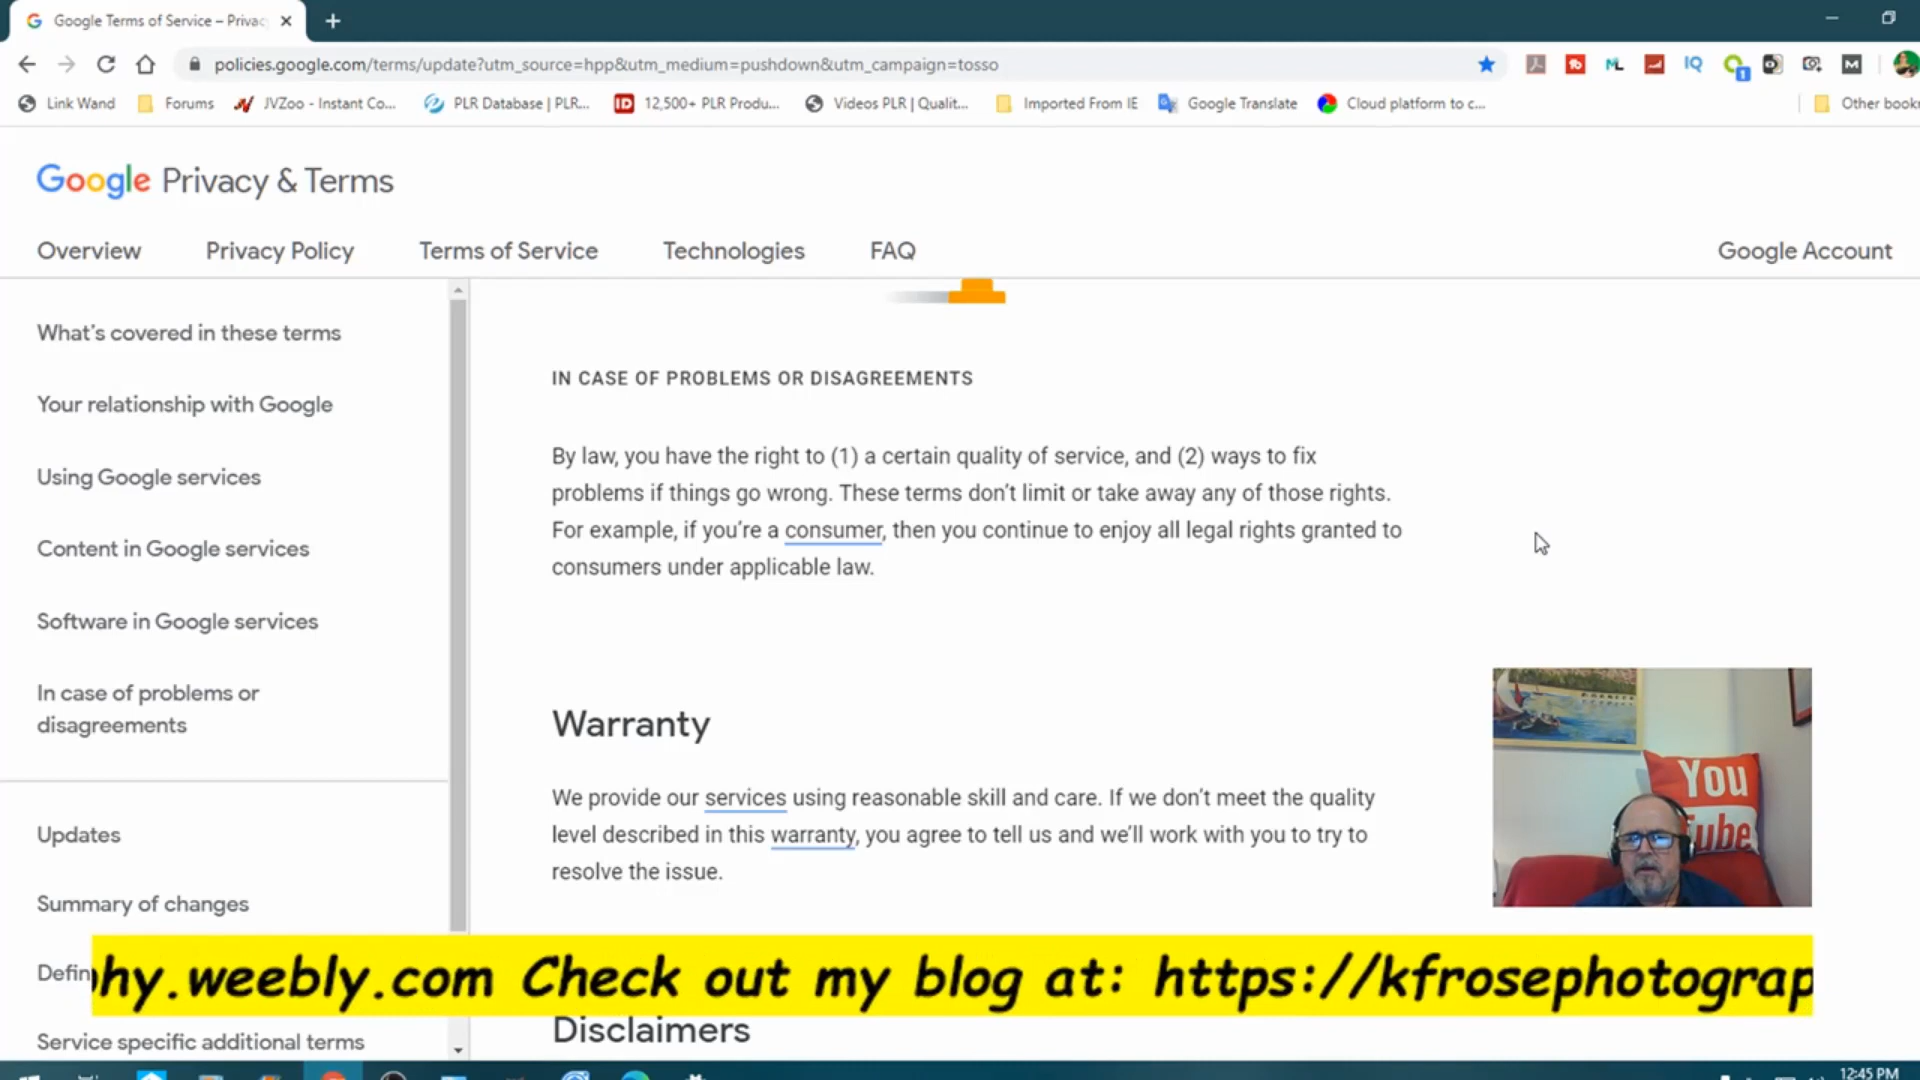 Google Terms of Service – Privac
policies.google.com/terms/update?utm_source=hpp&utm_medium=pushdown&utm_campaign=tosso
Link Wand
Forums
JVZoo - Instant Co...
PLR Database | PLR...
12,500+ PLR Produ...
Videos PLR | Qualit...
Imported From IE
Google Translate
Cloud platform to c...
Other book
Google Privacy & Terms
Overview
Privacy Policy
Terms of Service
Technologies
FAQ
Google Account
What's covered in these terms
Your relationship with Google
Using Google services
Content in Google services
Software in Google services
In case of problems or
disagreements
Updates
Summary of changes
Defin
Service specific additional terms
IN CASE OF PROBLEMS OR DISAGREEMENTS
By law, you have the right to (1) a certain quality of service, and (2) ways to fix
problems if things go wrong. These terms don't limit or take away any of those rights.
For example, if you're a consumer, then you continue to enjoy all legal rights granted to
consumers under applicable law.
Warranty
We provide our services using reasonable skill and care. If we don't meet the quality
level described in this warranty, you agree to tell us and we'll work with you to try to
resolve the issue.
You
Tube
hy.weebly.com Check out my blog at: https://kfrosephotograp
Disclaimers
12:45 PM